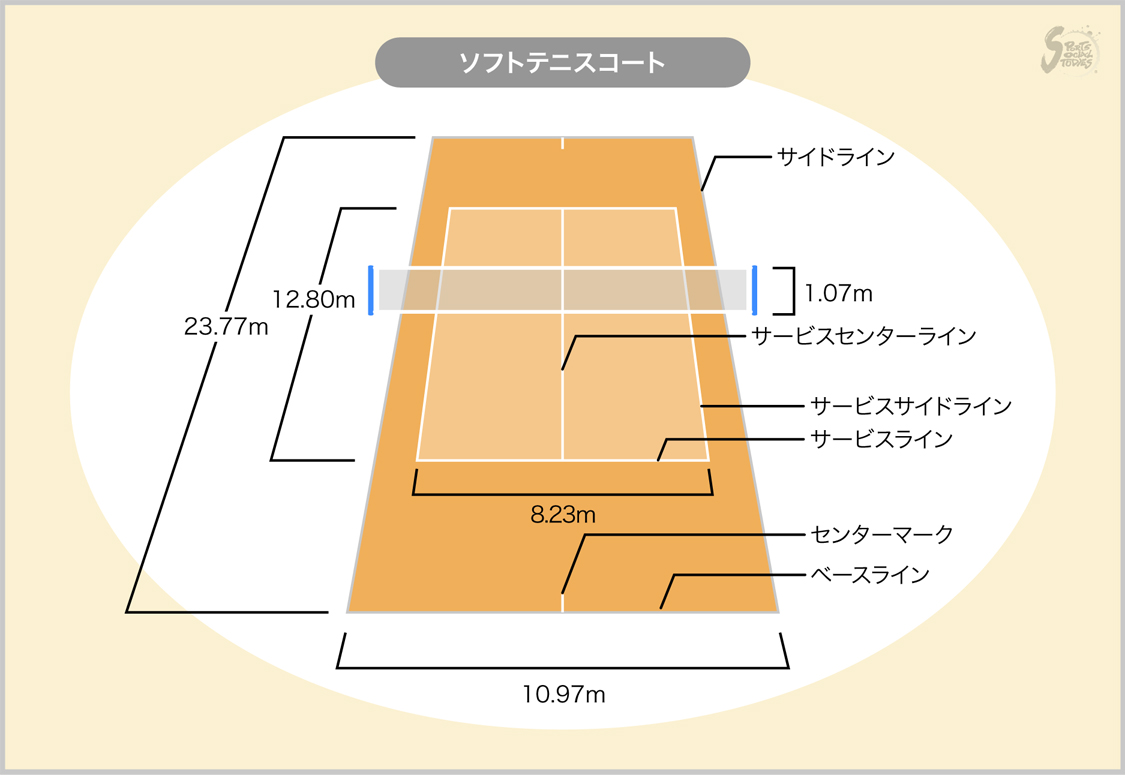 ソフトテニスコート
SPORTS
サイドライン
1.07m
12.80m
23.77m
サービスセンターライン
サービスサイドライン
サービスライン
8.23m
センターマーク
ベースライン
10.97m